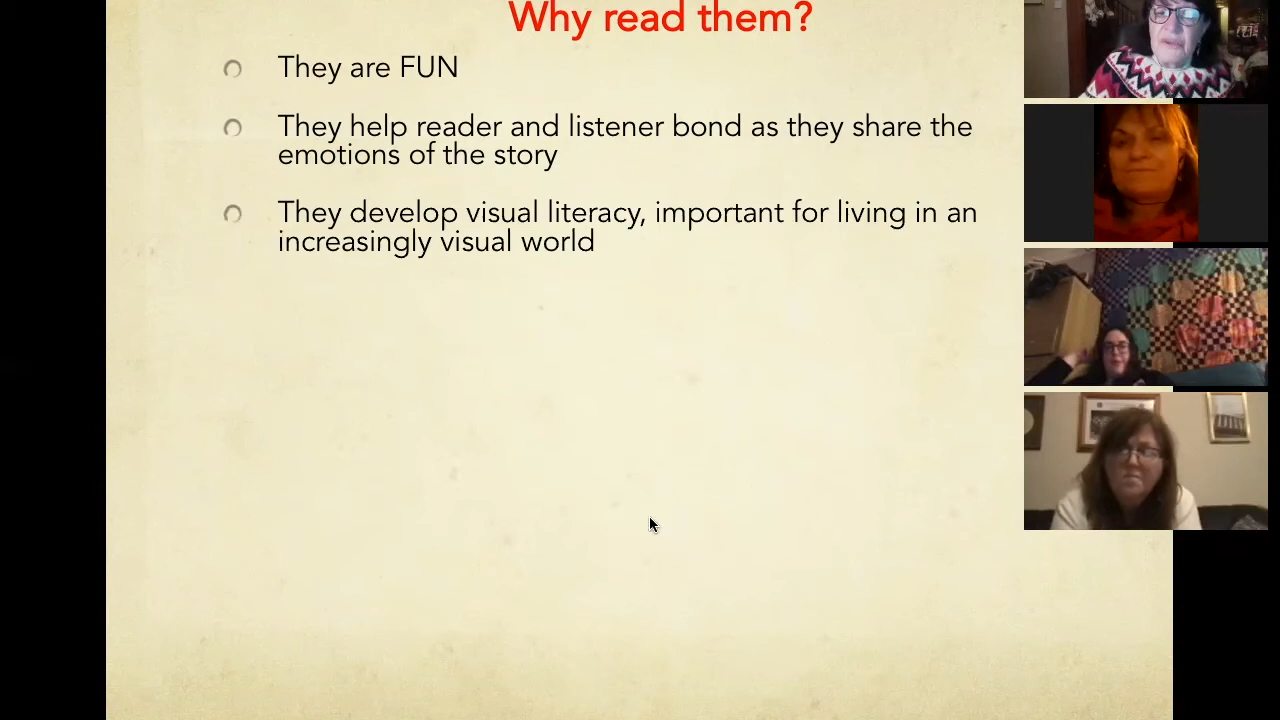 Why read them?
They are FUN
They help reader and listener bond as they share the
emotions of the story
They develop visual literacy, important for living in an
increasingly visual world